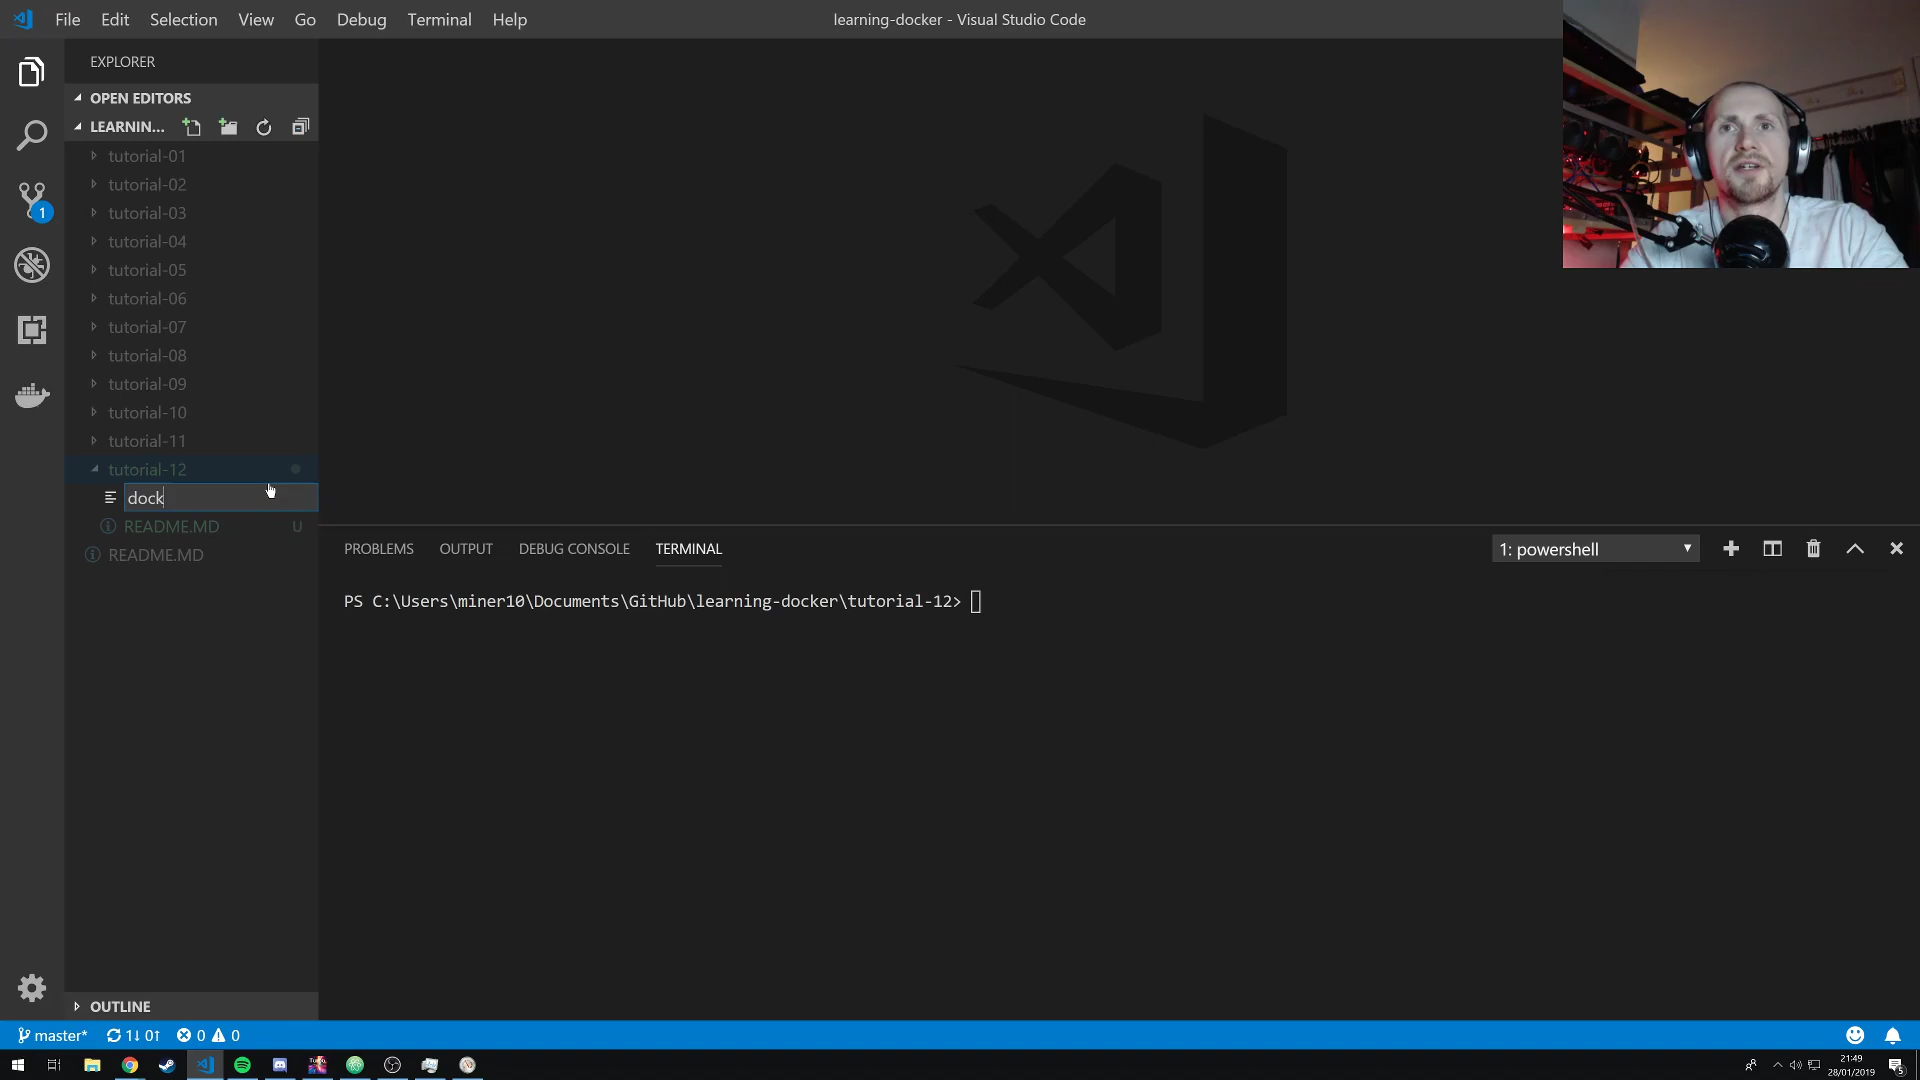 File Edit Selection View Go Debug Terminal Help
learning-docker - Visual Studio Code
EXPLORER
OPEN EDITORS
LEARNIN...
tutorial-01
tutorial-02
tutorial-03
tutorial-04
tutorial-05
tutorial-06
tutorial-07
tutorial-08
tutorial-09
tutorial-10
tutorial-11
tutorial-12
dock
README.MD U
README.MD
1
PROBLEMS OUTPUT DEBUG CONSOLE TERMINAL
1: powershell
PS C:\Users\miner10\Documents\GitHub\learning-docker\tutorial-12>
OUTLINE
master* 1↓ 0↑ 0 0
21:49
28/01/2019
5